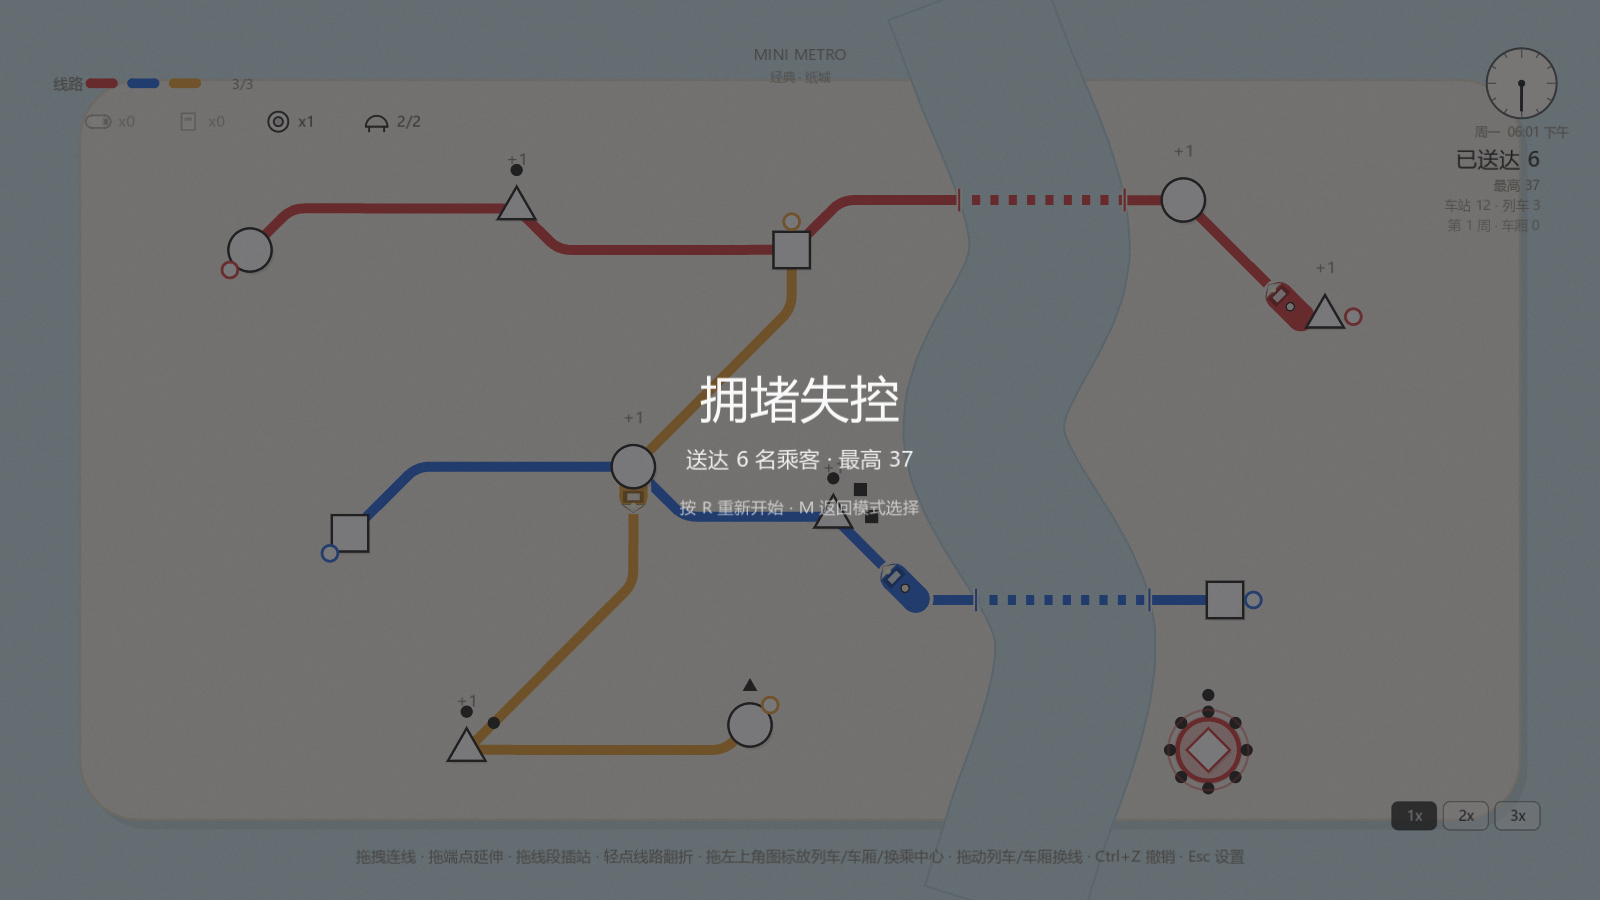 MINI METRO
经典 · 纸城
线路
3/3
x0
x0
x1
2/2
周一 06:01 下午
已送达 6
最高 37
车站 12 · 列车 3
第 1 周 · 车厢 0
+1
+1
+1
+1
+1
拥堵失控
送达 6 名乘客 · 最高 37
按 R 重新开始 · M 返回模式选择
1x
2x
3x
拖拽连线 · 拖端点延伸 · 拖线段插站 · 轻点线路翻折 · 拖左上角图标放列车/车厢/换乘中心 · 拖动列车/车厢换线 · Ctrl+Z 撤销 · Esc 设置